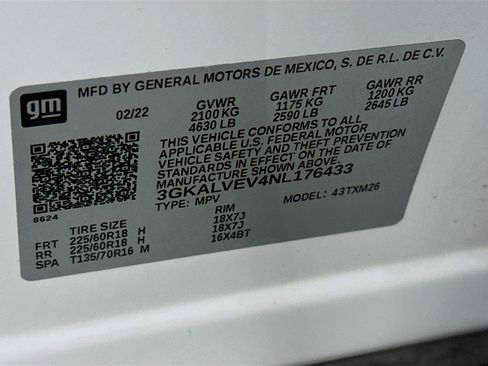 MFD BY GENERAL MOTORS DE MEXICO, S. DE R.L. DE C.V.
gm
02/22 GVWR GAWR FRT GAWR RR
2100 KG 1175 KG 1200 KG
4630 LB 2590 LB 2645 LB
THIS VEHICLE CONFORMS TO ALL
APPLICABLE U.S. FEDERAL MOTOR
VEHICLE SAFETY AND THEFT PREVENTION
STANDARDS IN EFFECT ON THE DATE OF
MANUFACTURE SHOWN ABOVE.
3GKALVEV4NL176433
8624 TYPE: MPV MODEL: 43TXM26
TIRE SIZE RIM
FRT 225/60R18 H 18X7J
RR 225/60R18 H 18X7J
SPA T135/70R16 M 16X4BT